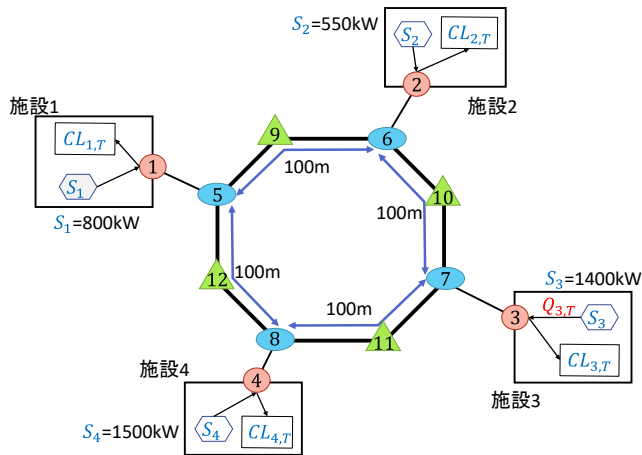 S₂=550kW
S₂
CL₂,T
2
施設2
施設1
CL₁,T
1
S₁
S₁=800kW
9
6
100m
5
10
100m
12
100m
7
S₃=1400kW
Q₃,T
S₃
3
100m
8
11
CL₃,T
施設3
施設4
4
S₄=1500kW
S₄
CL₄,T